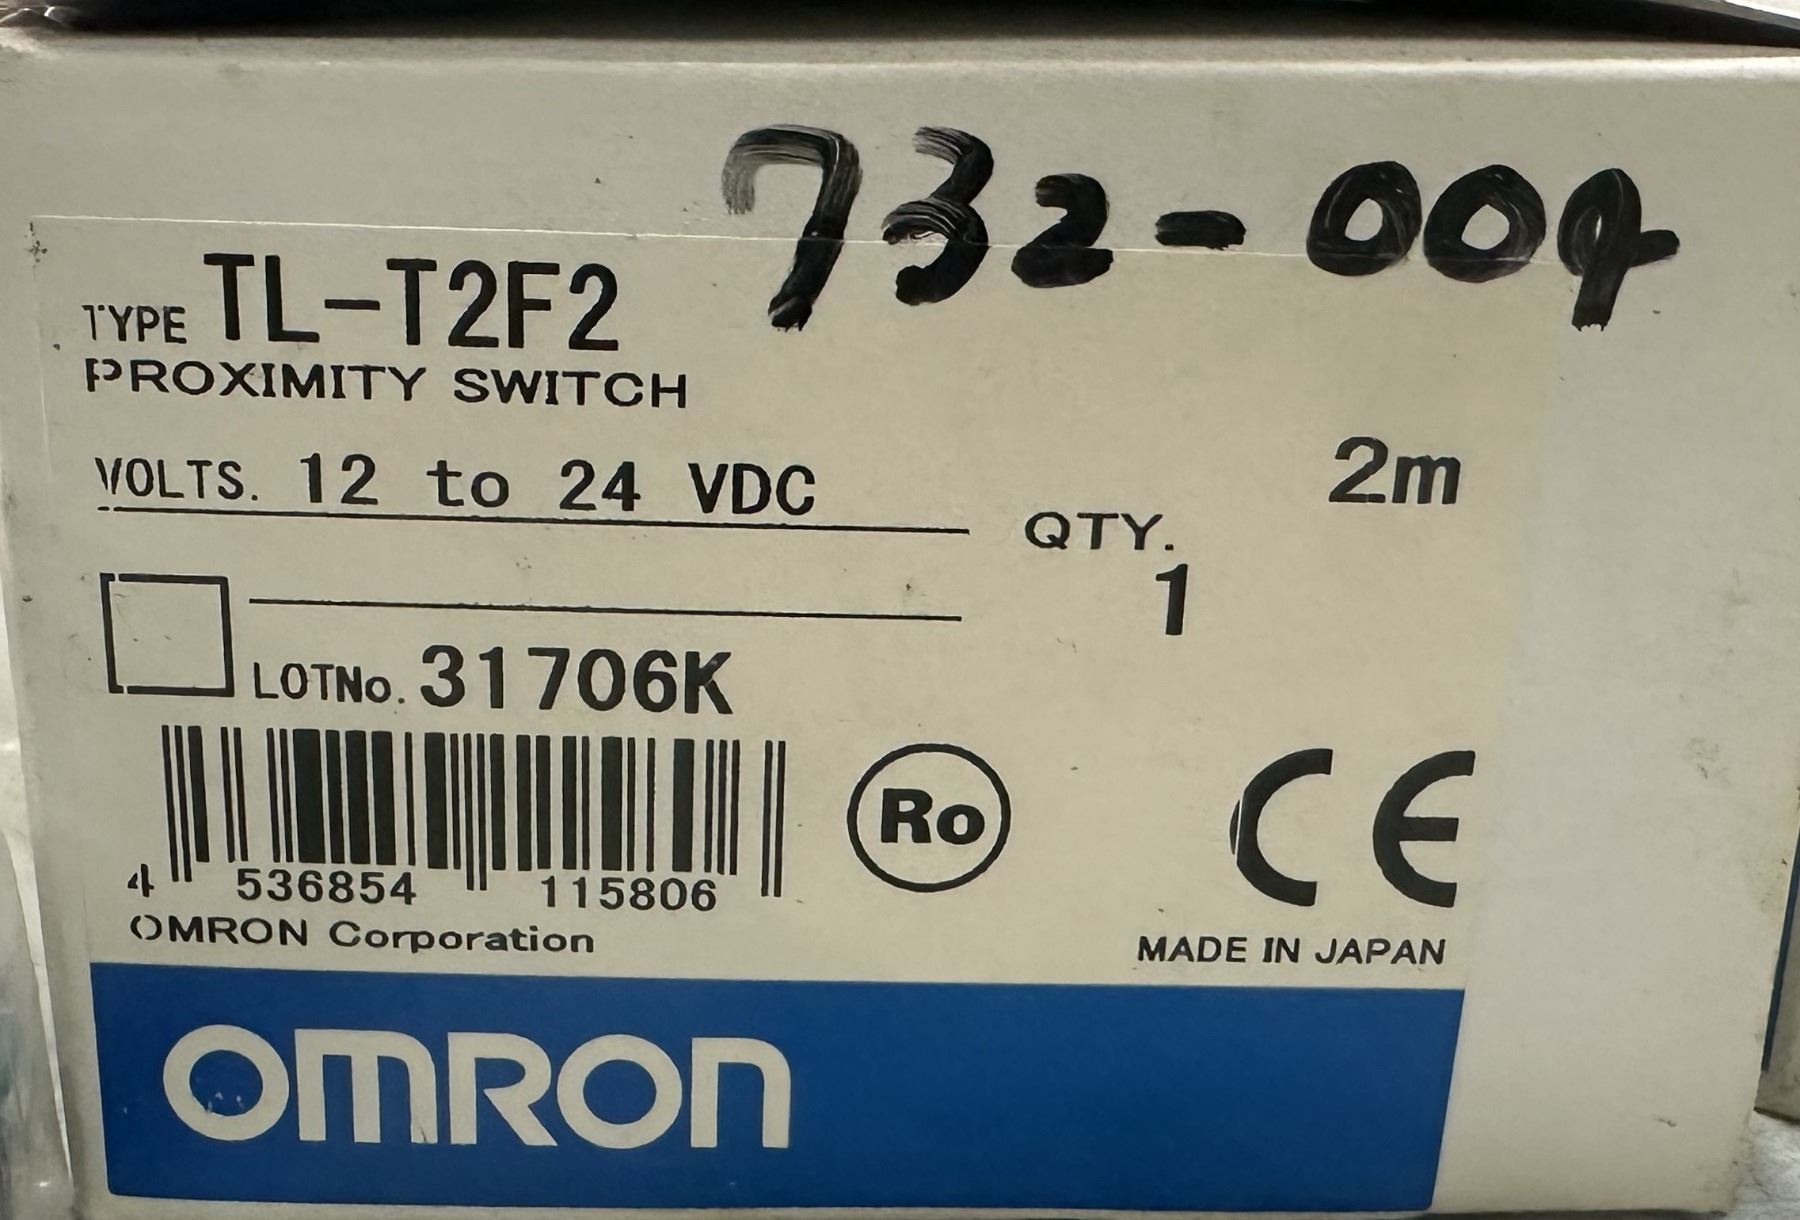 732-004
TYPE TL-T2F2
PROXIMITY SWITCH
VOLTS. 12 to 24 VDC
2m
QTY.
1
LOTNo. 31706K
Ro
CE
4 536854 115806
OMRON Corporation
MADE IN JAPAN
OMRON